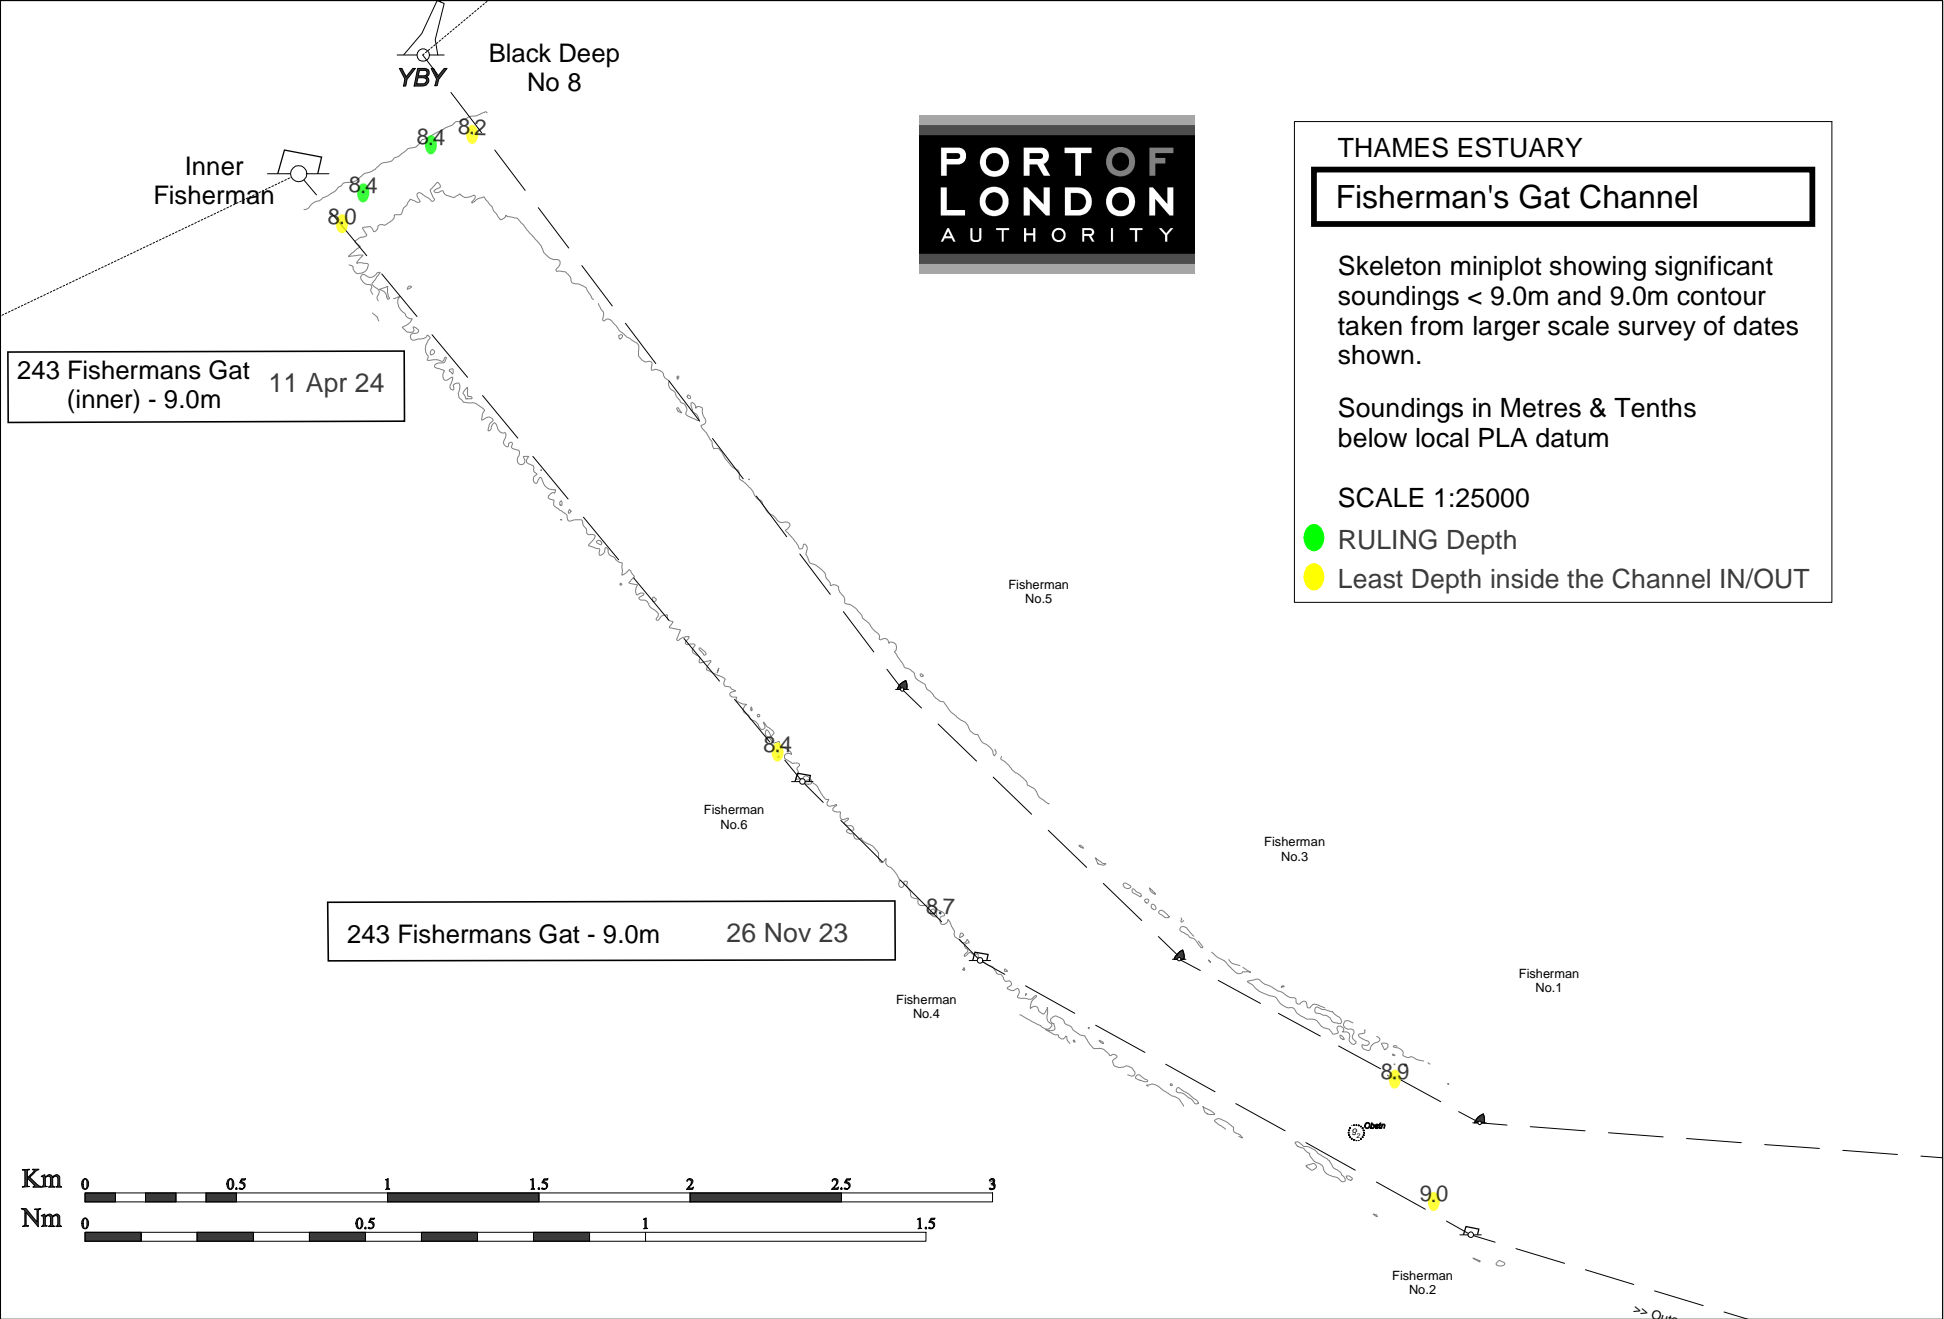 Black Deep
No 8
YBY
8.4
8.2
Inner
Fisherman
8.4
8.0
PORT OF
LONDON
AUTHORITY
THAMES ESTUARY
Fisherman's Gat Channel
Skeleton miniplot showing significant
soundings < 9.0m and 9.0m contour
taken from larger scale survey of dates
shown.
Soundings in Metres & Tenths
below local PLA datum
SCALE 1:25000
RULING Depth
Least Depth inside the Channel IN/OUT
243 Fishermans Gat
(inner) - 9.0m
11 Apr 24
Fisherman
No.5
8.4
Fisherman
No.6
Fisherman
No.3
8.7
243 Fishermans Gat - 9.0m 26 Nov 23
Fisherman
No.4
Fisherman
No.1
8.9
Obstn
9.0
Fisherman
No.2
Km 0 0.5 1 1.5 2 2.5 3
Nm 0 0.5 1 1.5
>>